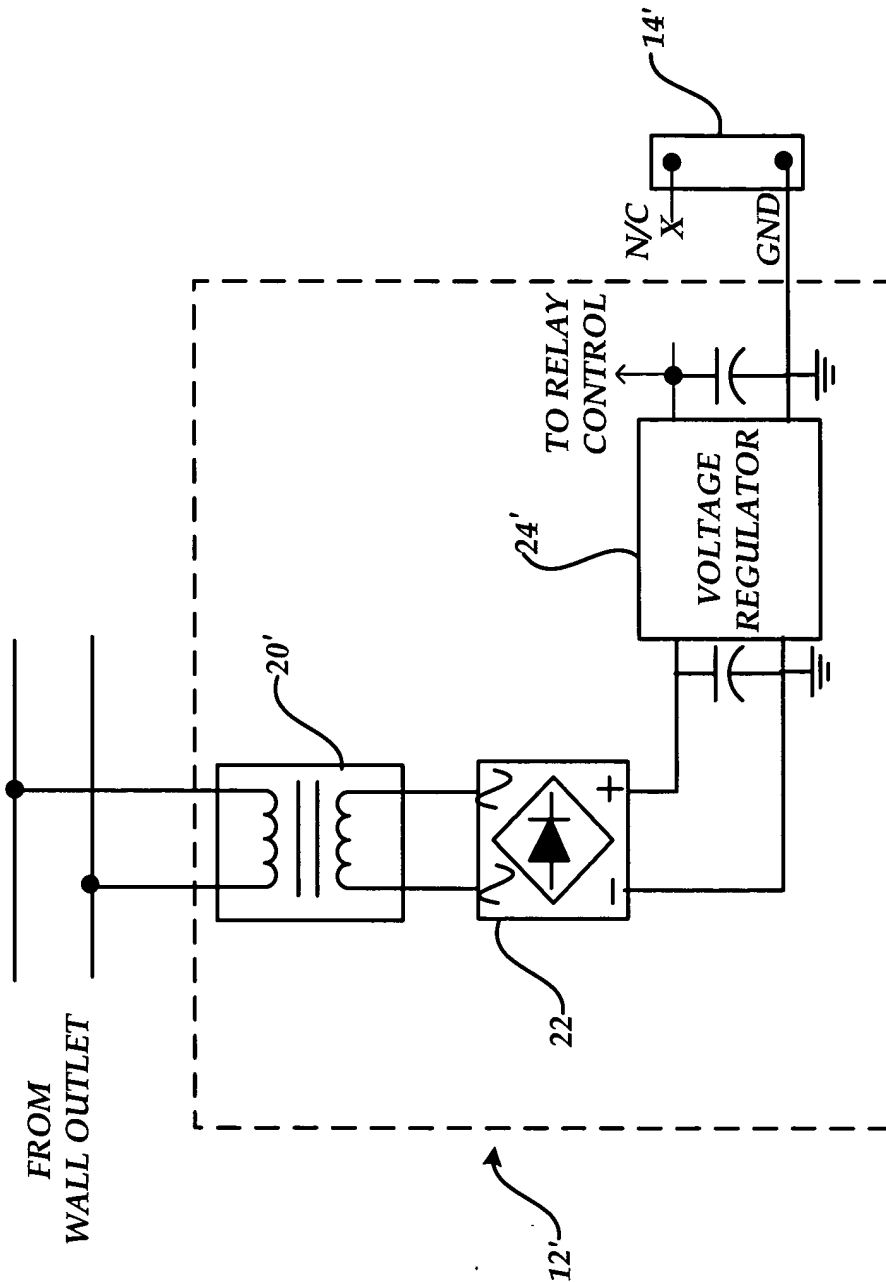 FROM
WALL OUTLET
20'
22
+
−
24'
VOLTAGE
REGULATOR
TO RELAY
CONTROL
N/C
X
GND
14'
12'